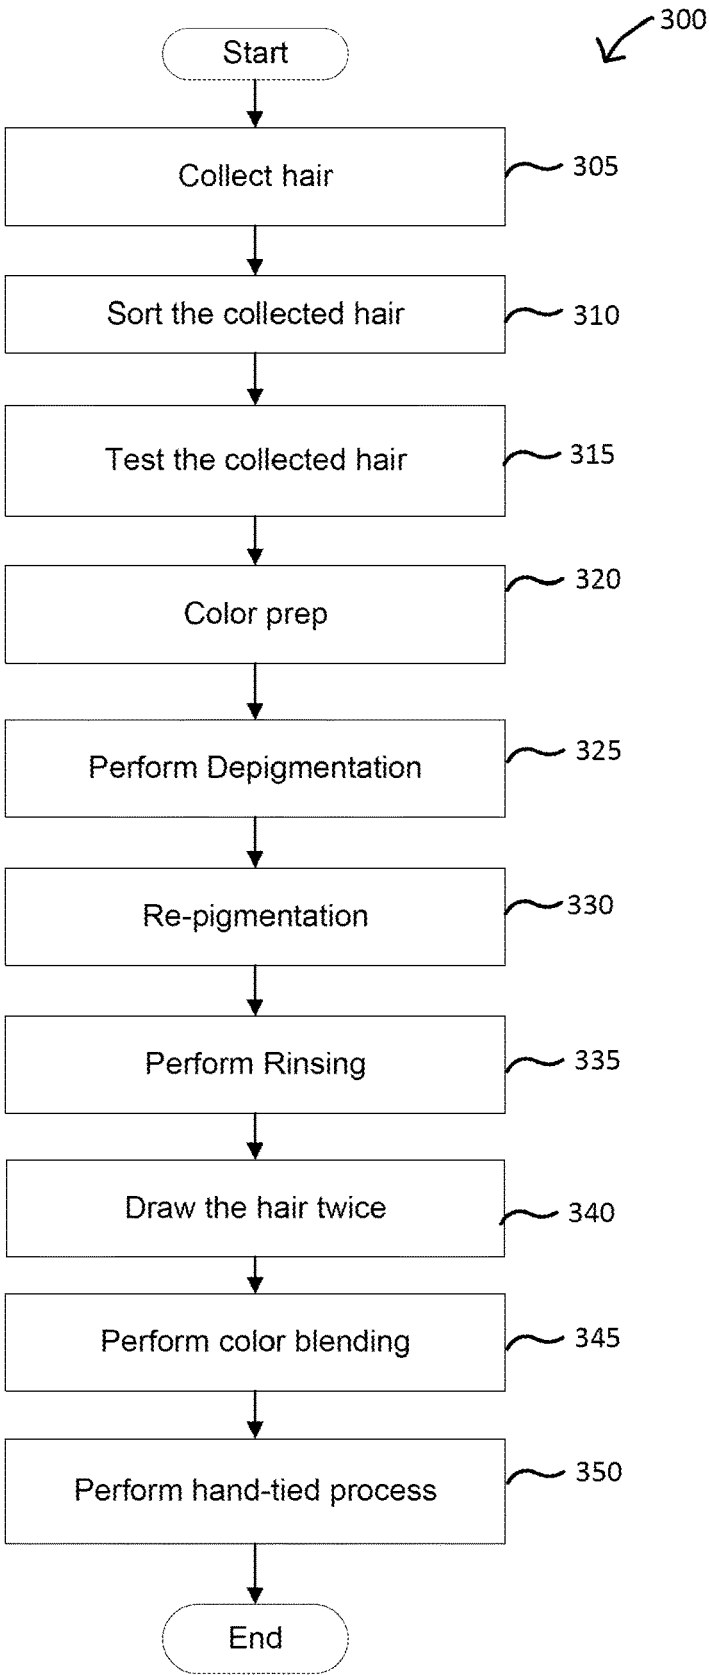 300
Start
Collect hair
305
Sort the collected hair
310
Test the collected hair
315
Color prep
320
Perform Depigmentation
325
Re-pigmentation
330
Perform Rinsing
335
Draw the hair twice
340
Perform color blending
345
Perform hand-tied process
350
End